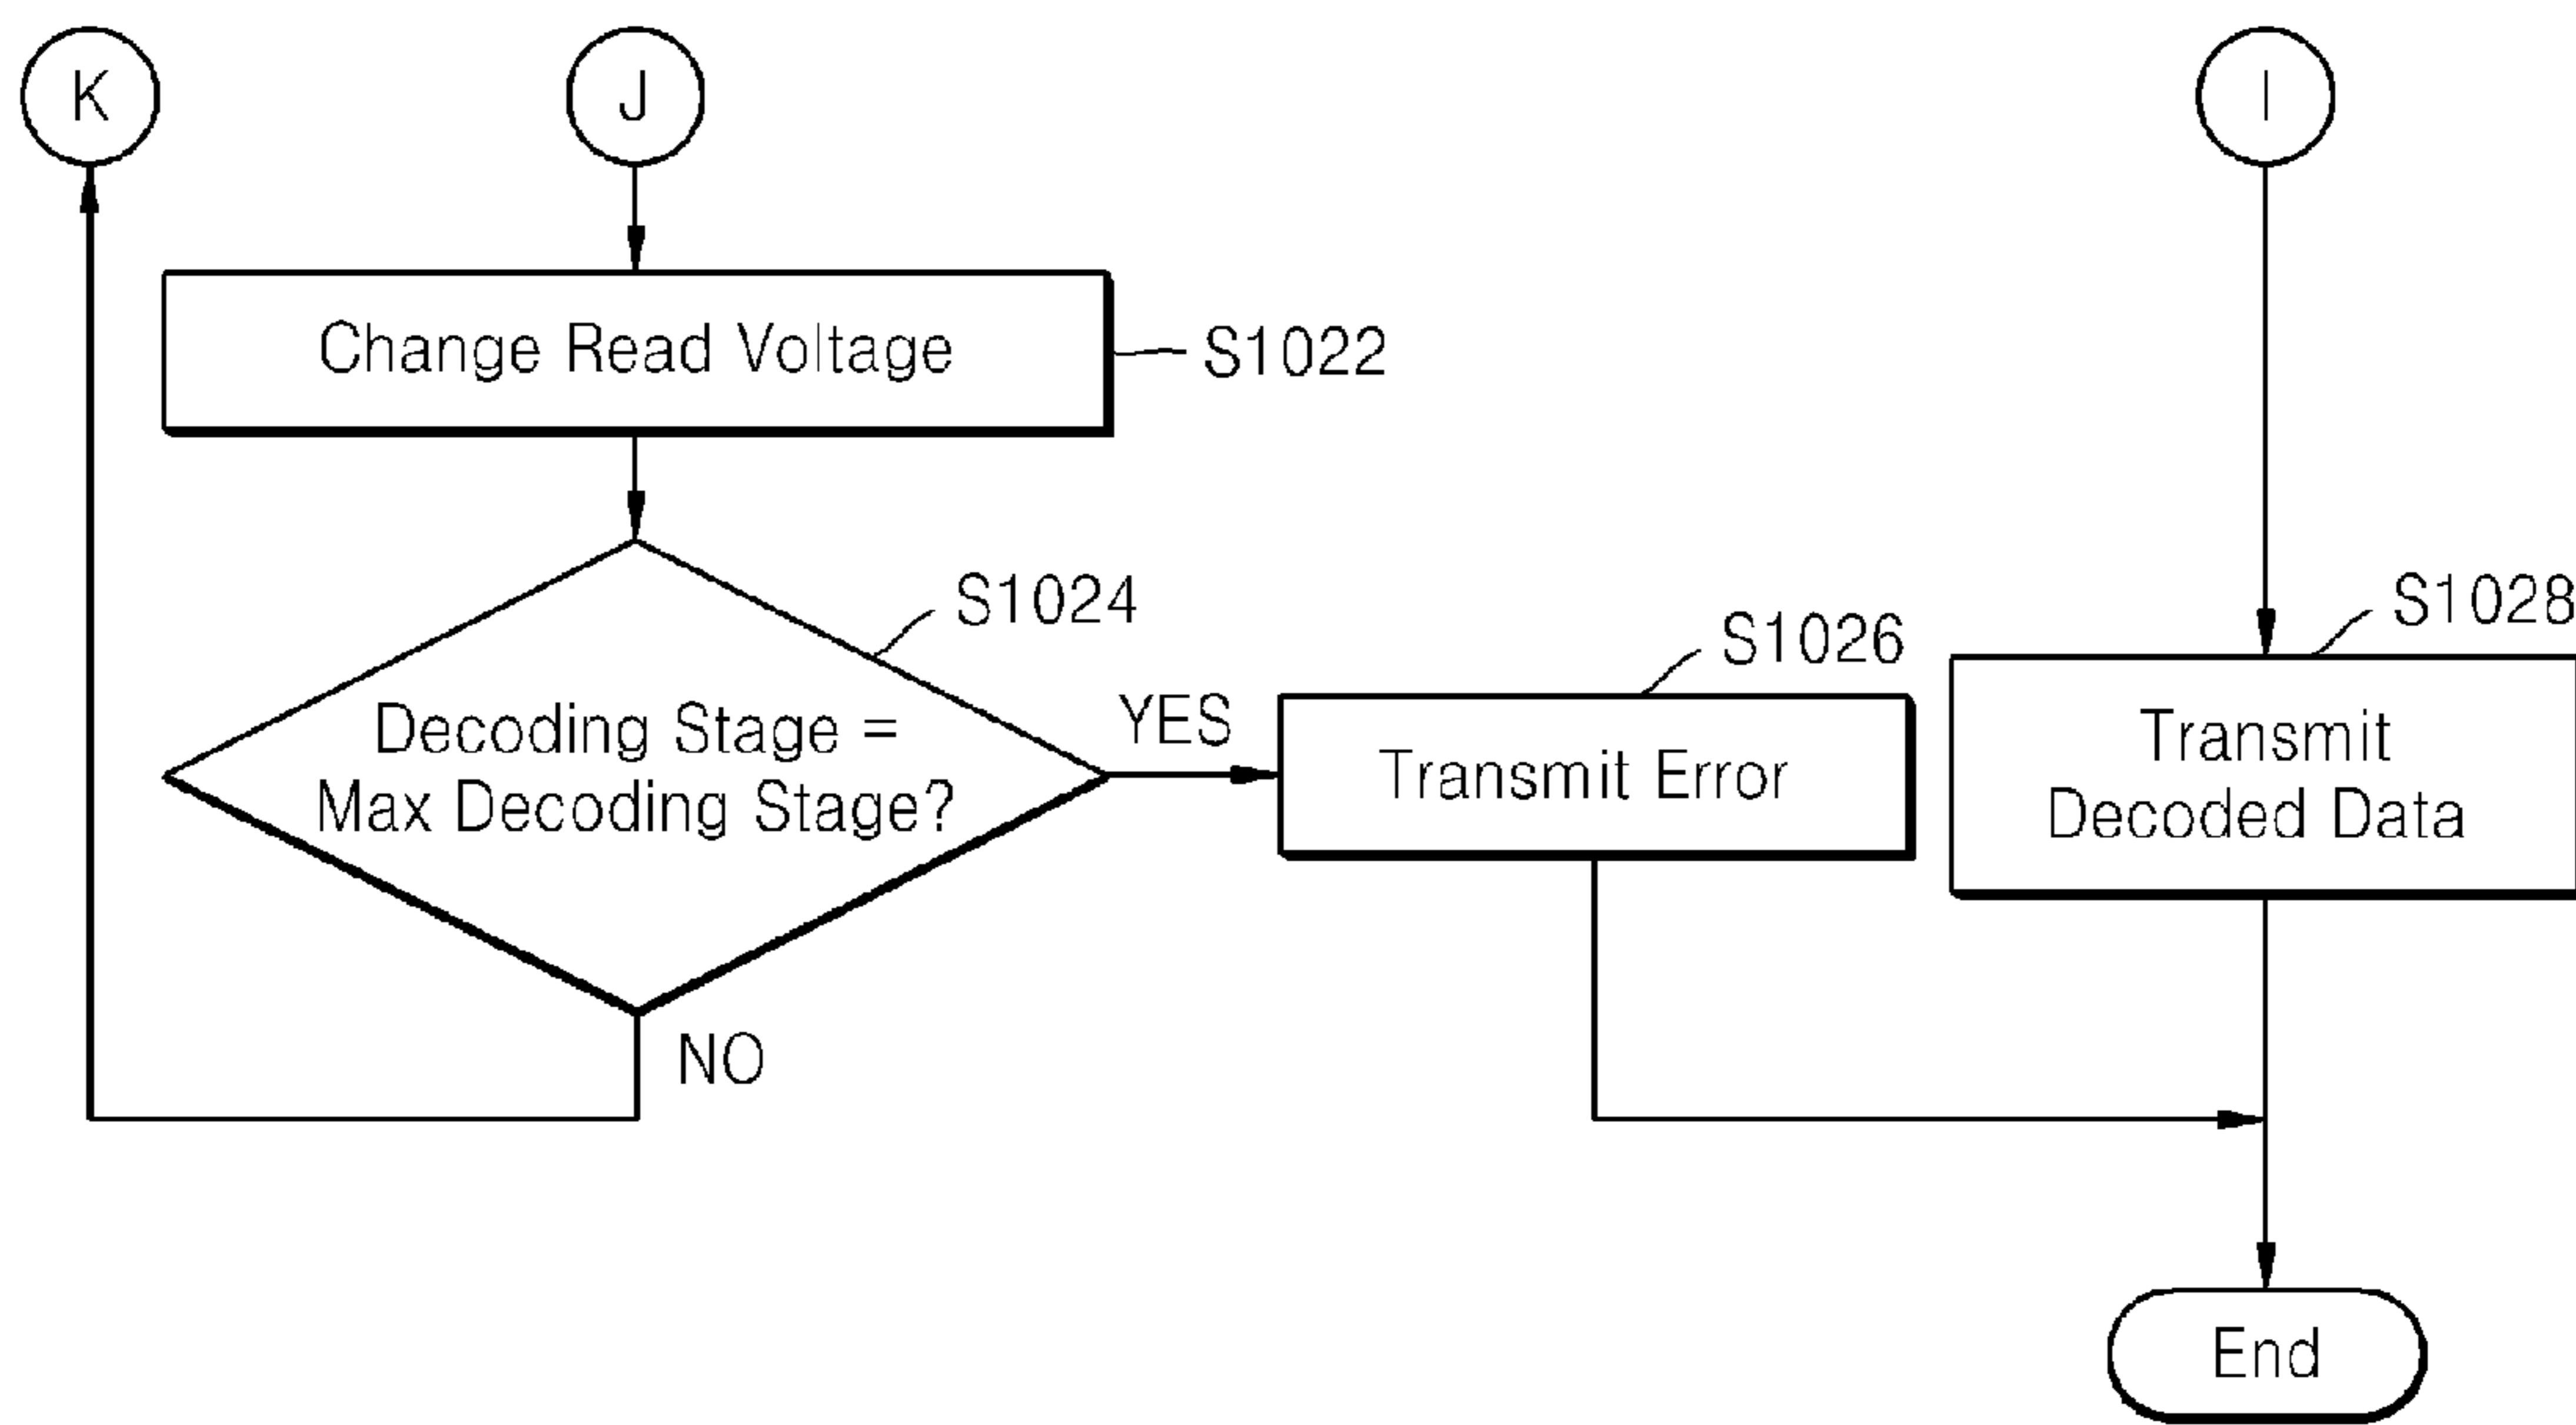 K
J
I
Change Read Voltage
S1022
S1024
Decoding Stage =
Max Decoding Stage?
YES
NO
S1026
Transmit Error
S1028
Transmit
Decoded Data
End